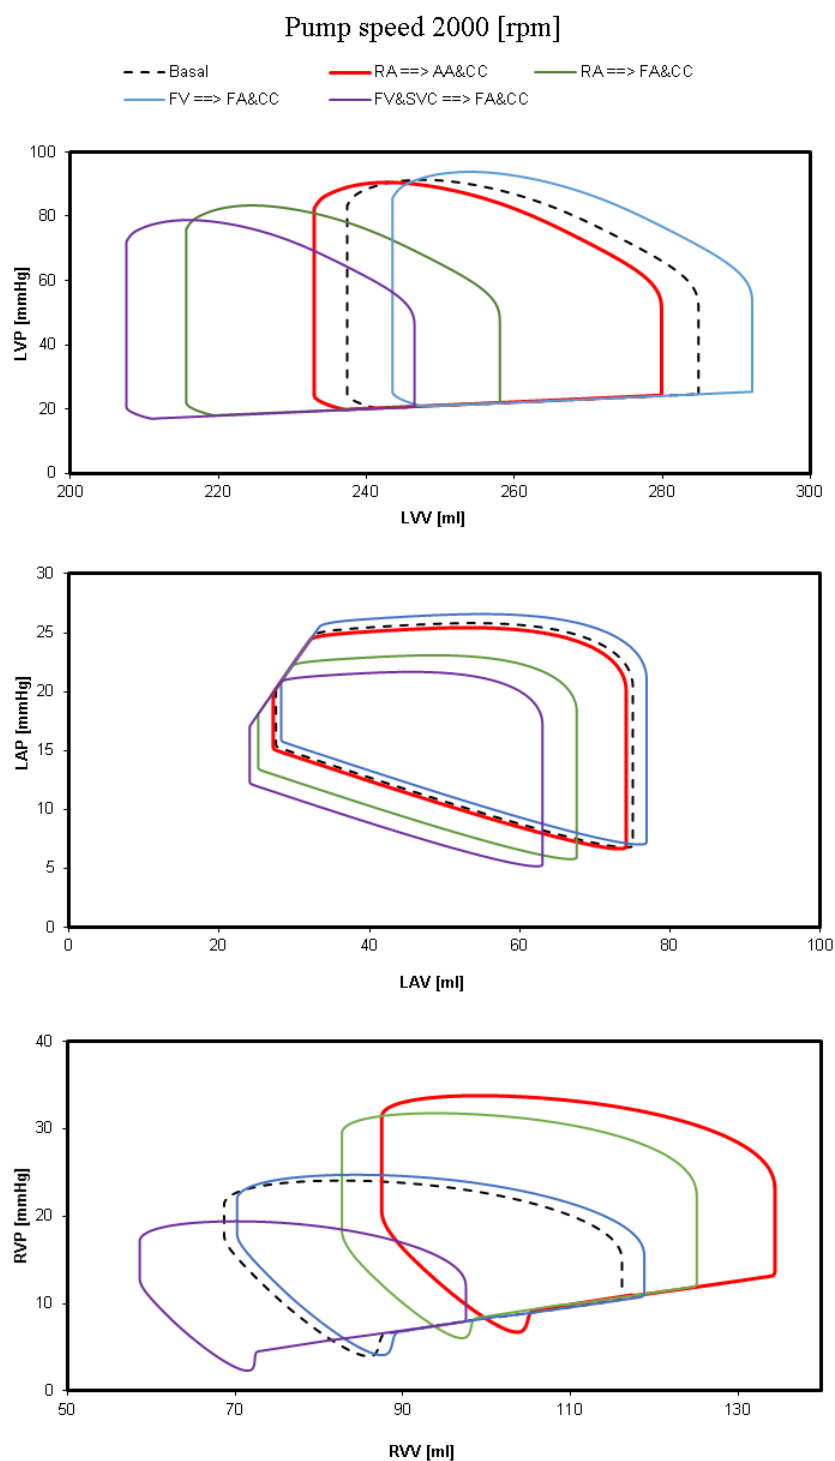 Pump speed 2000 [rpm]
Basal RA ==> AA&CC RA ==> FA&CC
FV ==> FA&CC FV&SVC ==> FA&CC
100
80
60
40
20
0
LVP [mmHg]
200 220 240 260 280 300
LVV [ml]
30
25
20
15
10
5
0
LAP [mmHg]
0 20 40 60 80 100
LAV [ml]
40
30
20
10
0
RVP [mmHg]
50 70 90 110 130
RVV [ml]